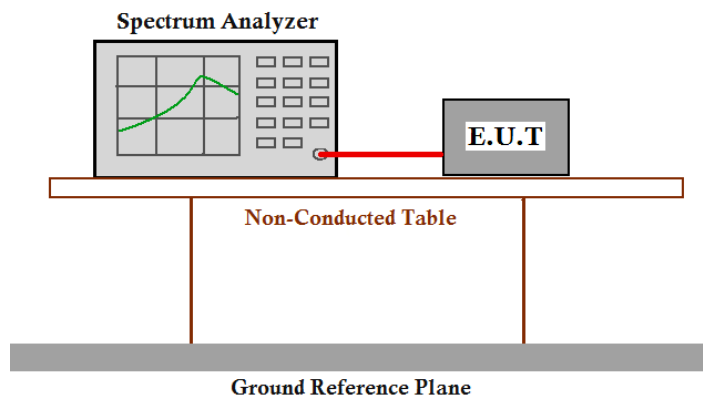 Spectrum Analyzer
E.U.T
Non-Conducted Table
Ground Reference Plane